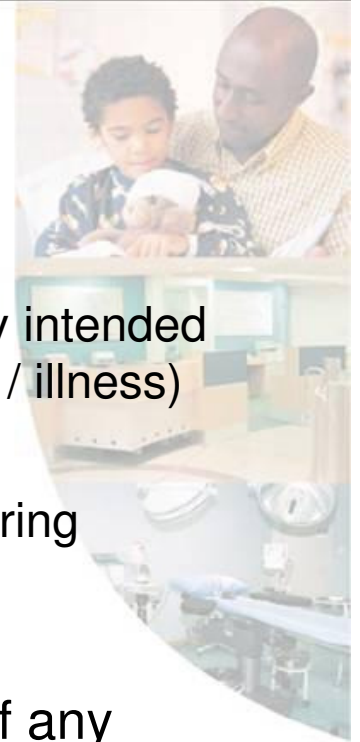 y intended
/ illness)
ring
f any